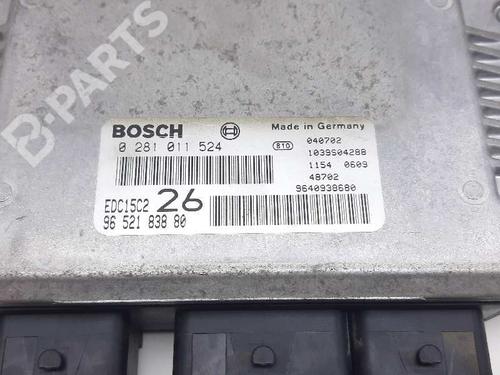 B-PARTS
BOSCH
Made in Germany
0 281 011 524
810
040702
1039S04288
1154 0609
48702
9640938680
EDC15C2 26
96 521 838 80